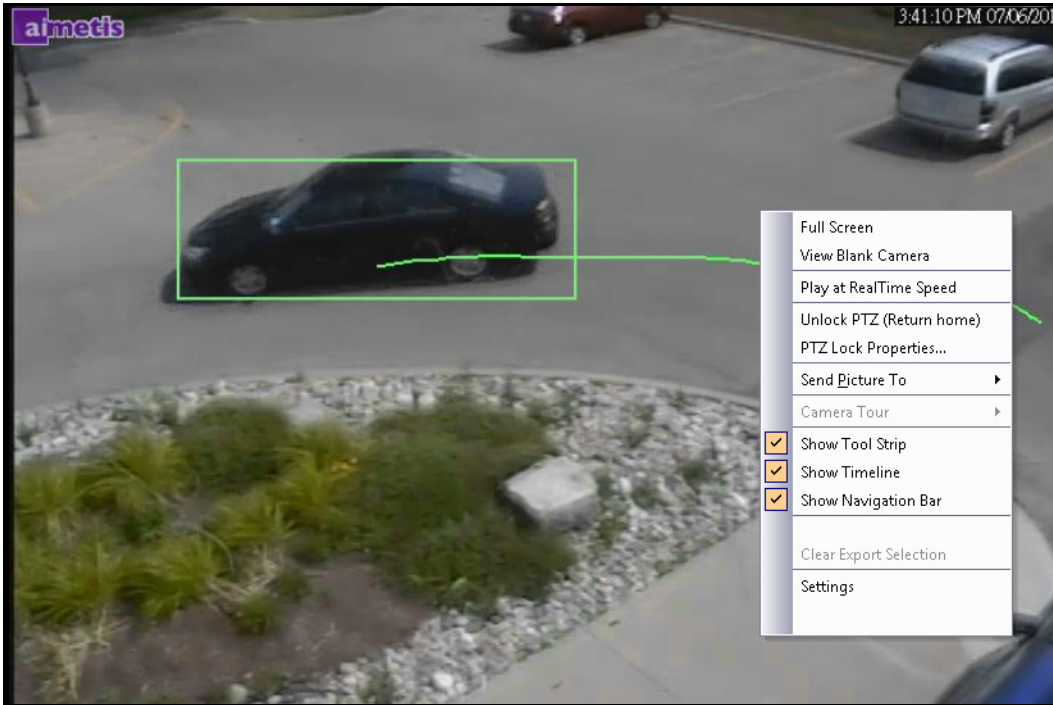 aimetis
3:41:10 PM 07/06/201
Full Screen
View Blank Camera
Play at RealTime Speed
Unlock PTZ (Return home)
PTZ Lock Properties...
Send Picture To
Camera Tour
Show Tool Strip
Show Timeline
Show Navigation Bar
Clear Export Selection
Settings